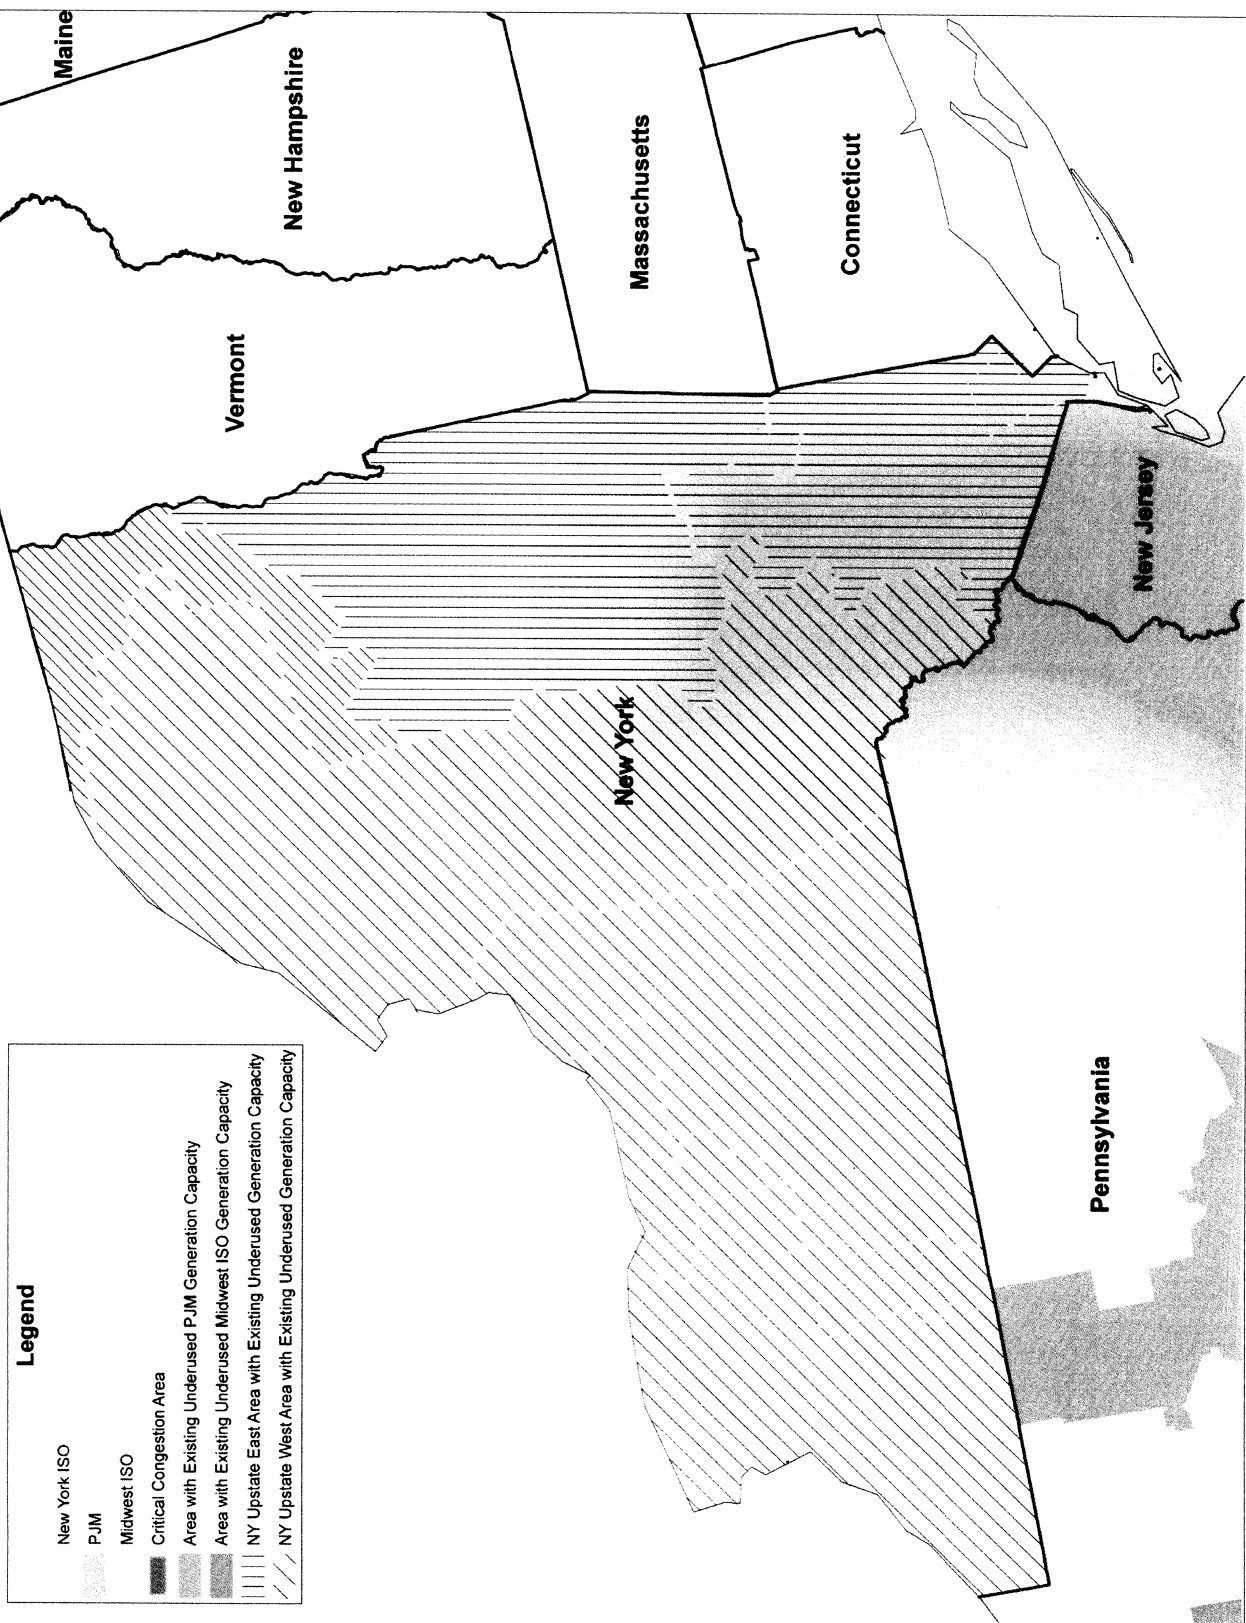 Legend
New York ISO
PJM
Midwest ISO
Critical Congestion Area
Area with Existing Underused PJM Generation Capacity
Area with Existing Underused Midwest ISO Generation Capacity
NY Upstate East Area with Existing Underused Generation Capacity
NY Upstate West Area with Existing Underused Generation Capacity
Maine
New Hampshire
Vermont
Massachusetts
Connecticut
New York
New Jersey
Pennsylvania